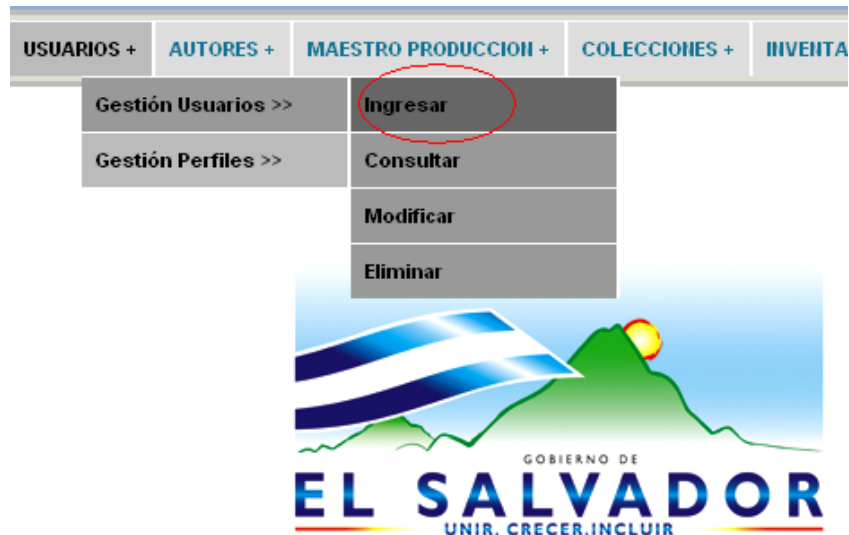 USUARIOS + AUTORES + MAESTRO PRODUCCION + COLECCIONES + INVENTA
Gestión Usuarios >> Ingresar
Gestión Perfiles >> Consultar
Modificar
Eliminar
GOBIERNO DE
EL SALVADOR
UNIR. CRECER.INCLUIR